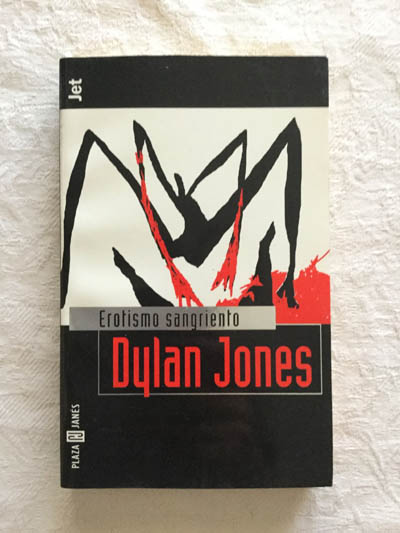 Jet
Erotismo sangriento
Dylan Jones
PLAZA JANES